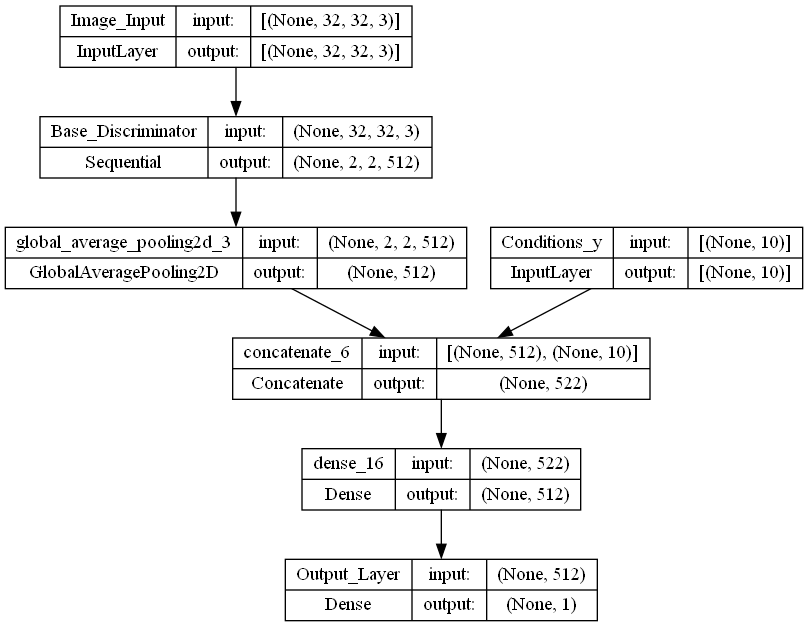 Image_Input input: [(None, 32, 32, 3)]
InputLayer output: [(None, 32, 32, 3)]
Base_Discriminator input: (None, 32, 32, 3)
Sequential output: (None, 2, 2, 512)
global_average_pooling2d_3 input: (None, 2, 2, 512)
GlobalAveragePooling2D output: (None, 512)
Conditions_y input: [(None, 10)]
InputLayer output: [(None, 10)]
concatenate_6 input: [(None, 512), (None, 10)]
Concatenate output: (None, 522)
dense_16 input: (None, 522)
Dense output: (None, 512)
Output_Layer input: (None, 512)
Dense output: (None, 1)